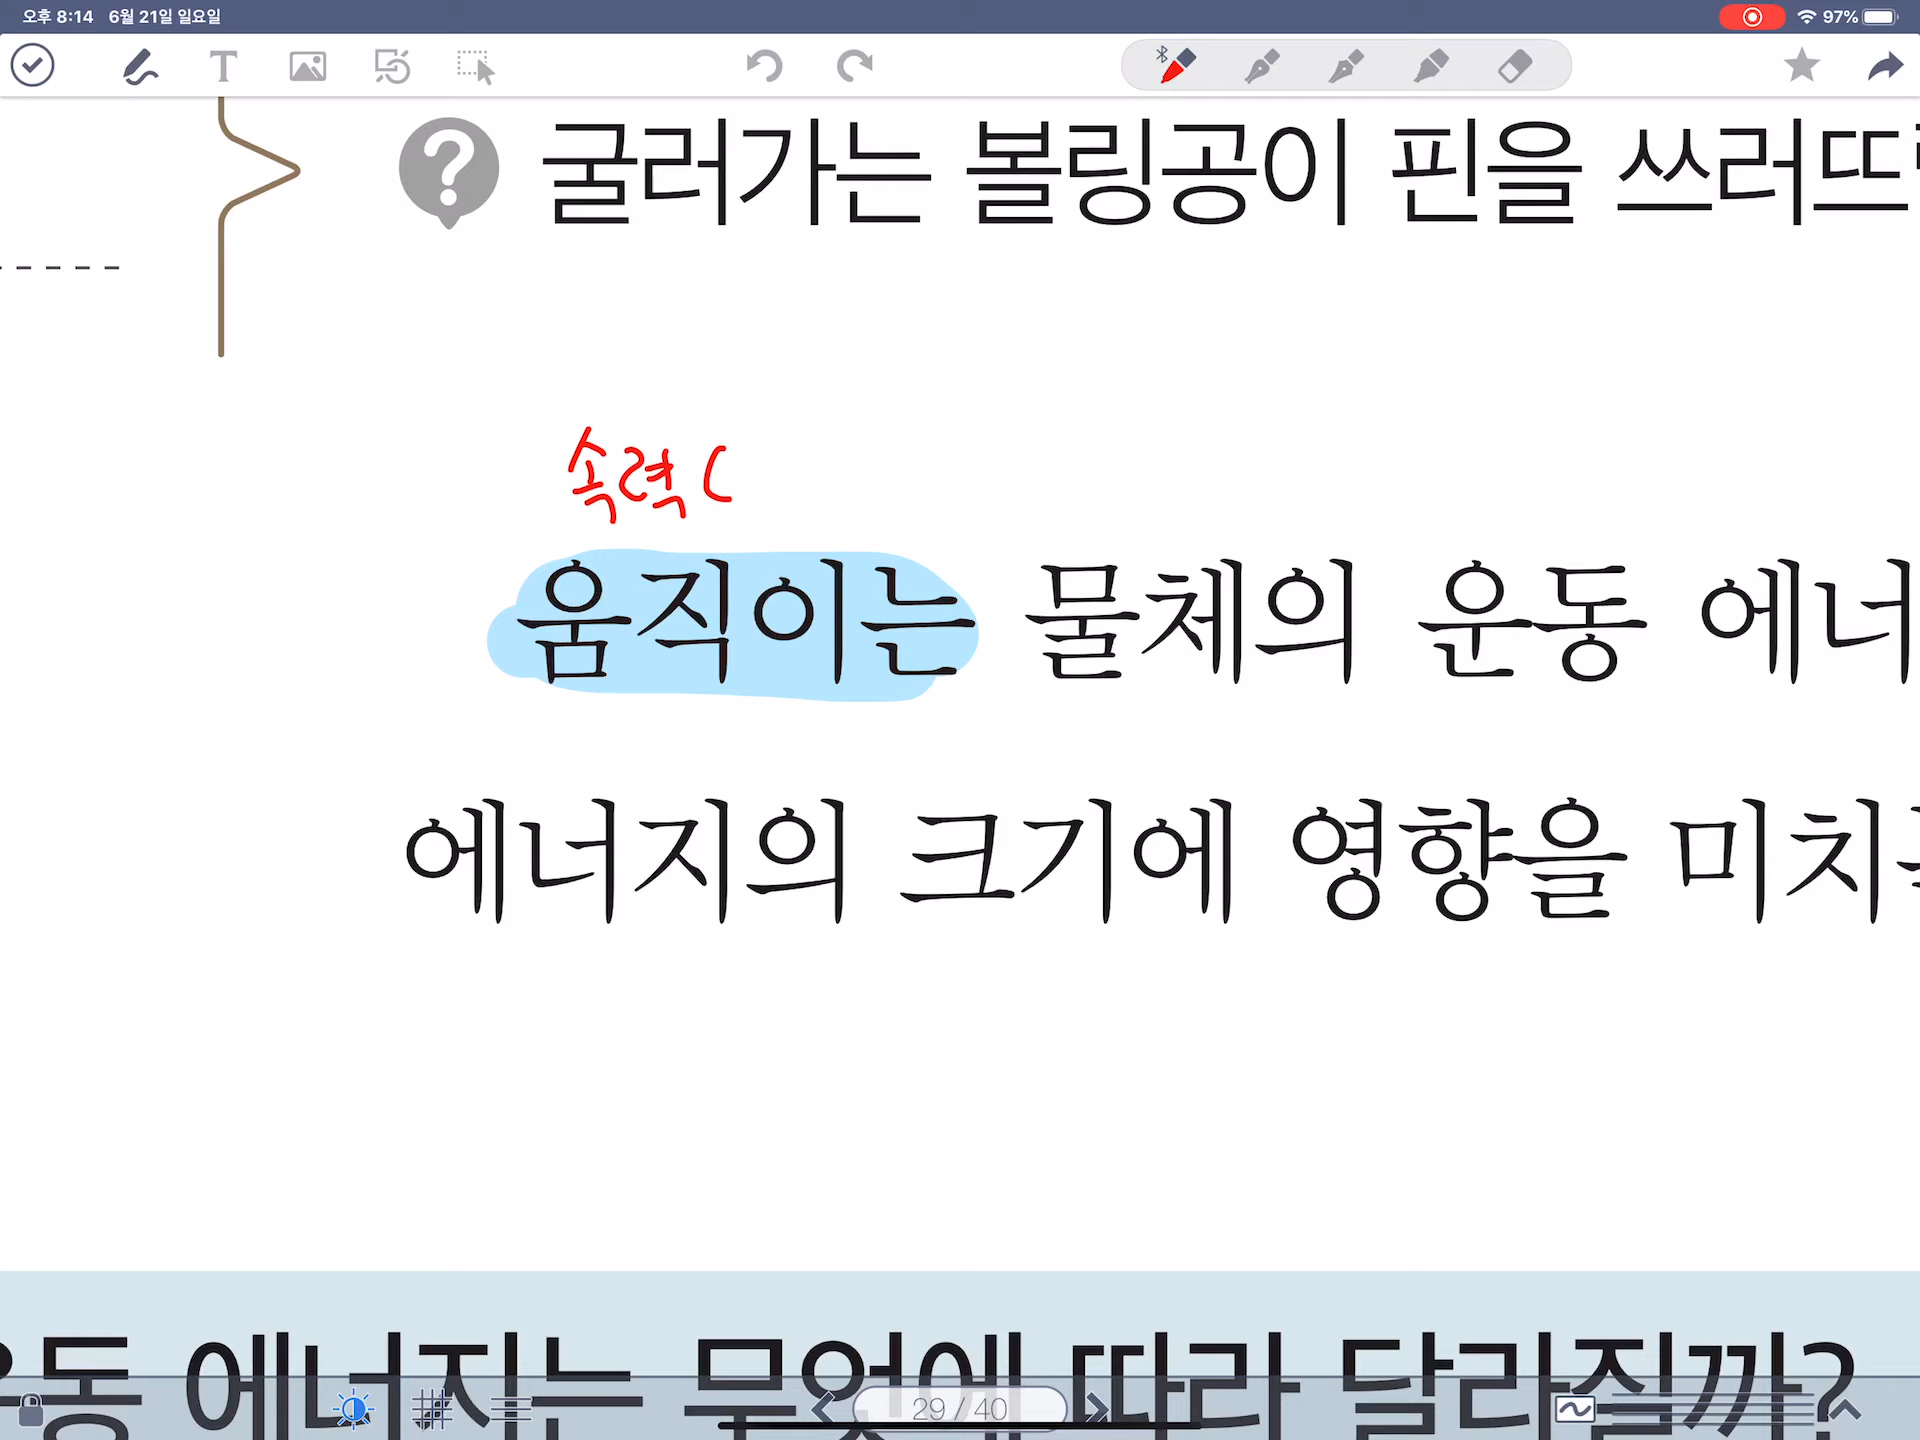 오후 8:14 6월 21일 일요일
97%
T
?
굴러가는 볼링공이 핀을 쓰러뜨
속력 (
움직이는 물체의 운동 에너
에너지의 크기에 영향을 미치
운동 에너지는 무엇에 따라 달라질까?
29 / 40